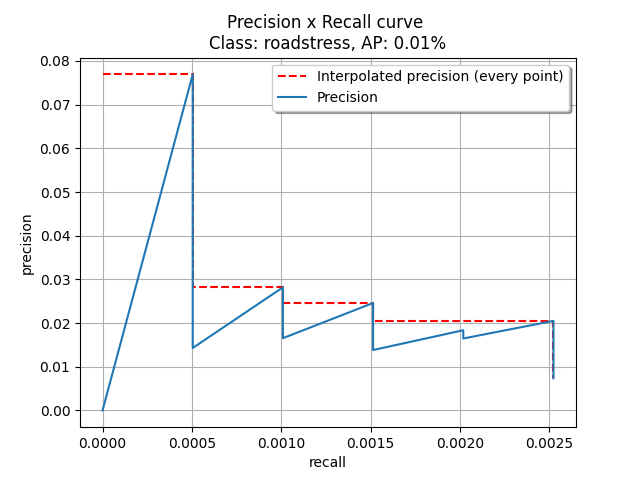 Precision x Recall curve
Class: roadstress, AP: 0.01%
Interpolated precision (every point)
Precision
0.08
0.07
0.06
0.05
0.04
0.03
0.02
0.01
0.00
precision
0.0000 0.0005 0.0010 0.0015 0.0020 0.0025
recall